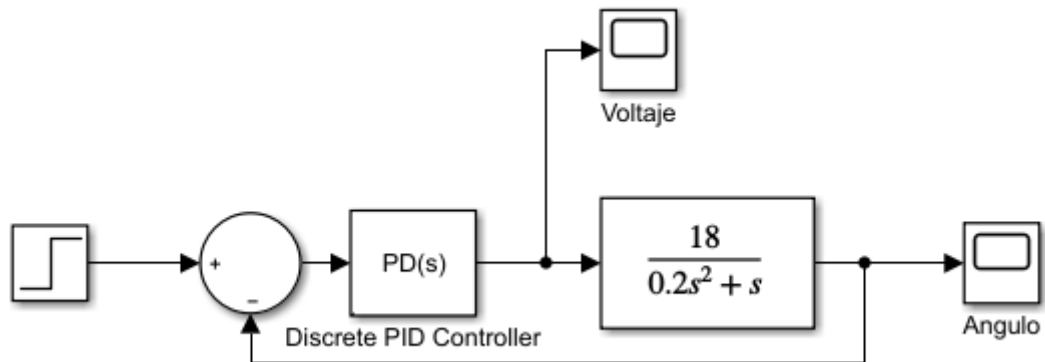 Voltaje
+
−
PD(s)
Discrete PID Controller
18
0.2s² + s
Angulo